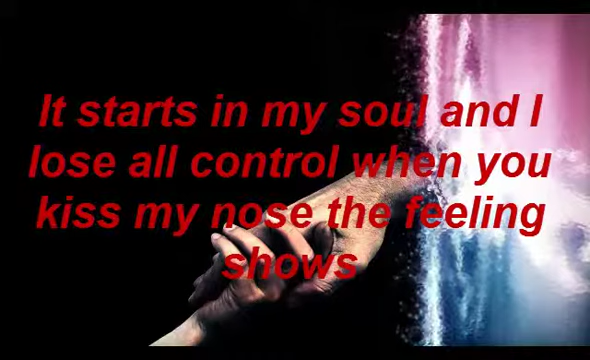 It starts in my soul and I
lose all control when you
kiss my nose the feeling
shows